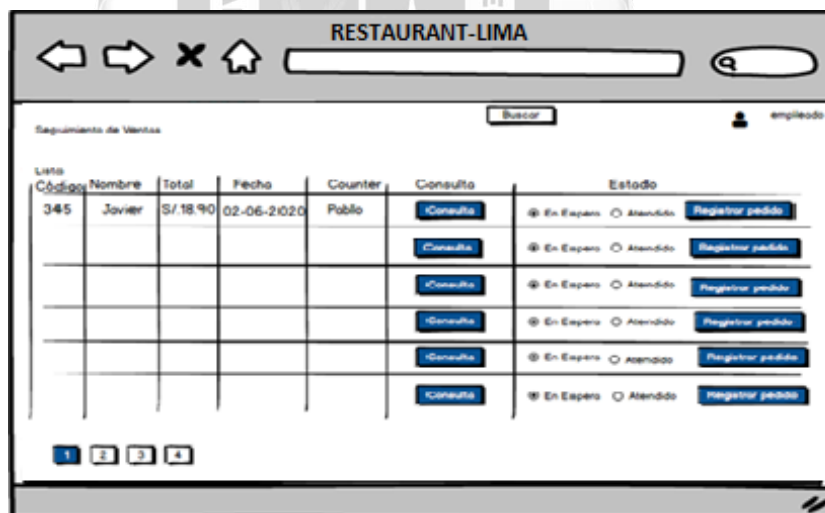 RESTAURANT-LIMA
Buscar
empleado
Seguimiento de Ventas
Lista
Código Nombre Total Fecha Counter Consulta Estado
345 Javier S/.18.90 02-06-2020 Pablo Consulta En Espera Atendido Registrar pedido
Consulta En Espera Atendido Registrar pedido
Consulta En Espera Atendido Registrar pedido
Consulta En Espera Atendido Registrar pedido
Consulta En Espera Atendido Registrar pedido
Consulta En Espera Atendido Registrar pedido
1 2 3 4